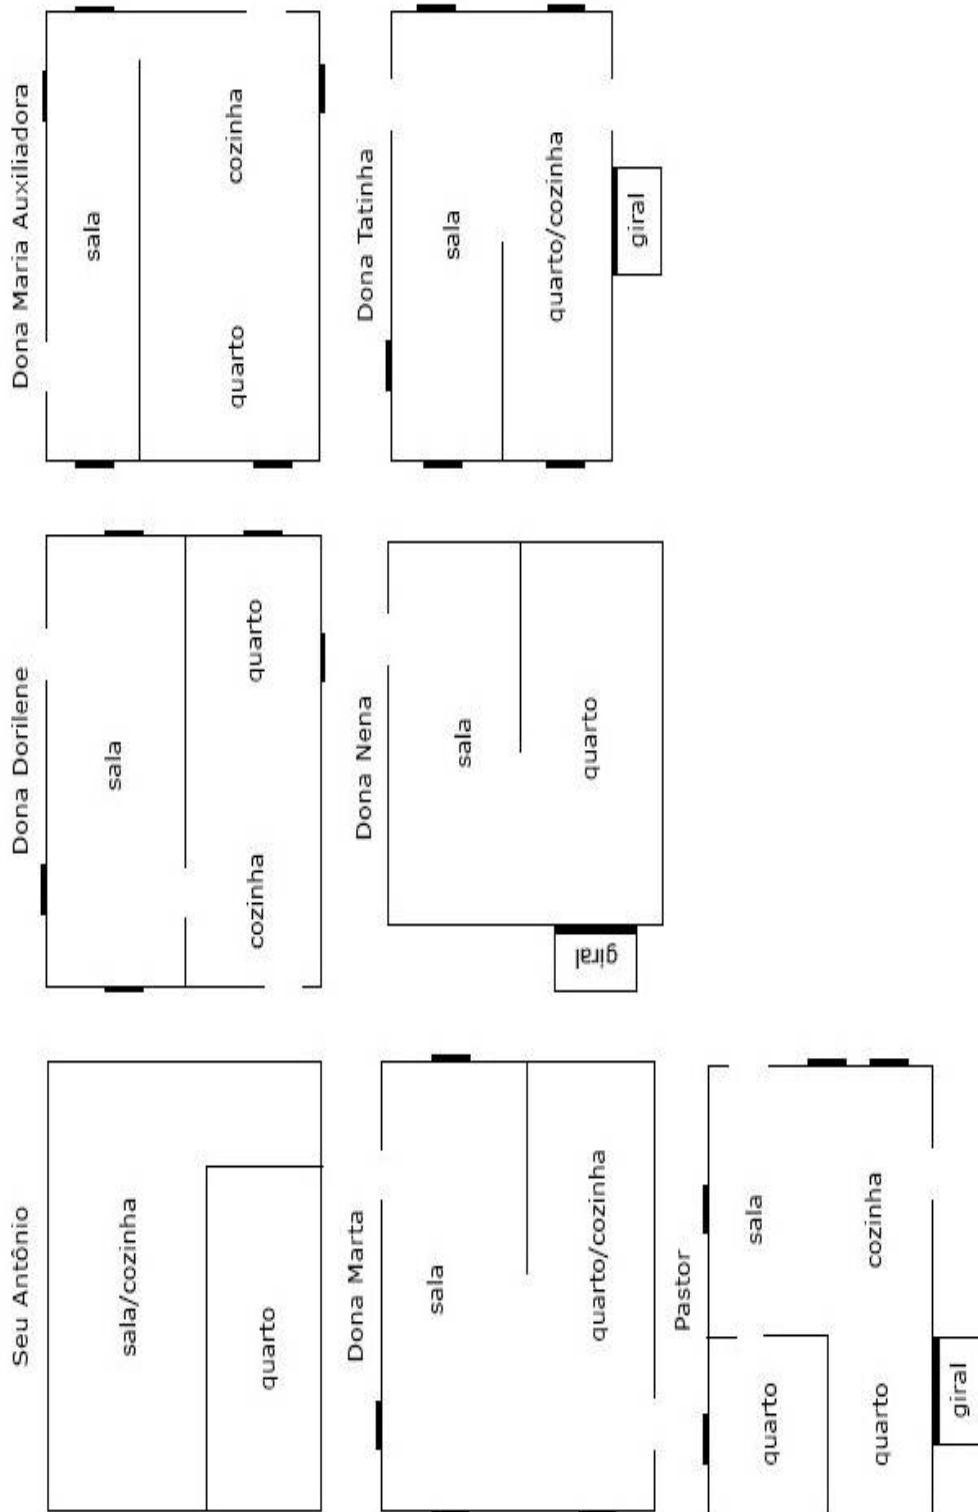 Seu Antônio
sala/cozinha
quarto
Dona Dorilene
sala
cozinha
quarto
Dona Maria Auxiliadora
sala
quarto
cozinha
Dona Marta
sala
quarto/cozinha
Dona Nena
sala
quarto
giral
Dona Tatinha
sala
quarto/cozinha
giral
Pastor
quarto
sala
quarto
cozinha
giral